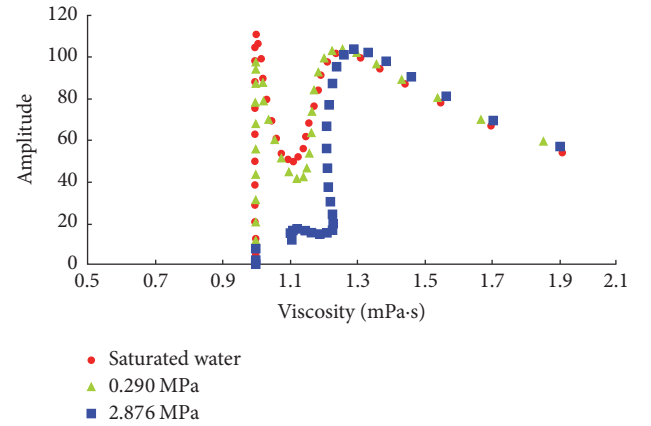 120
100
80
60
40
20
0
Amplitude
0.5 0.7 0.9 1.1 1.3 1.5 1.7 1.9 2.1
Viscosity (mPa·s)
Saturated water
0.290 MPa
2.876 MPa